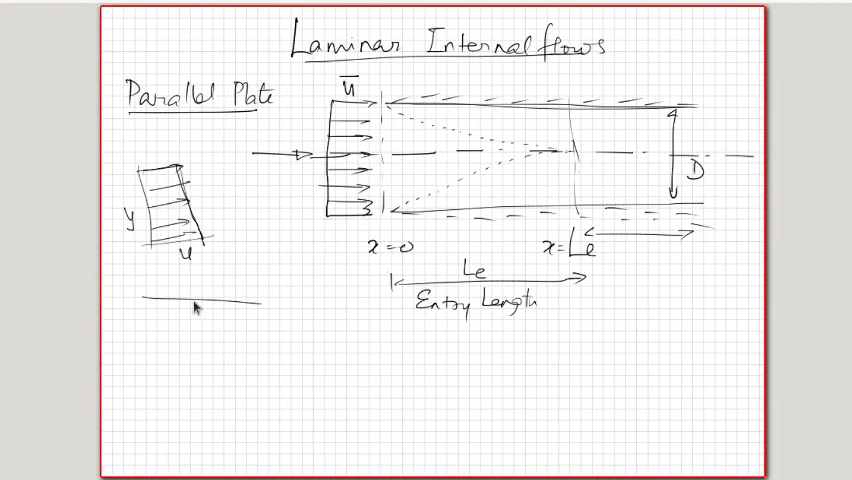 Laminar Internal flows
Parallel Plate
u̅
D
y
u
x=0
x=Le
Le
Entry Length